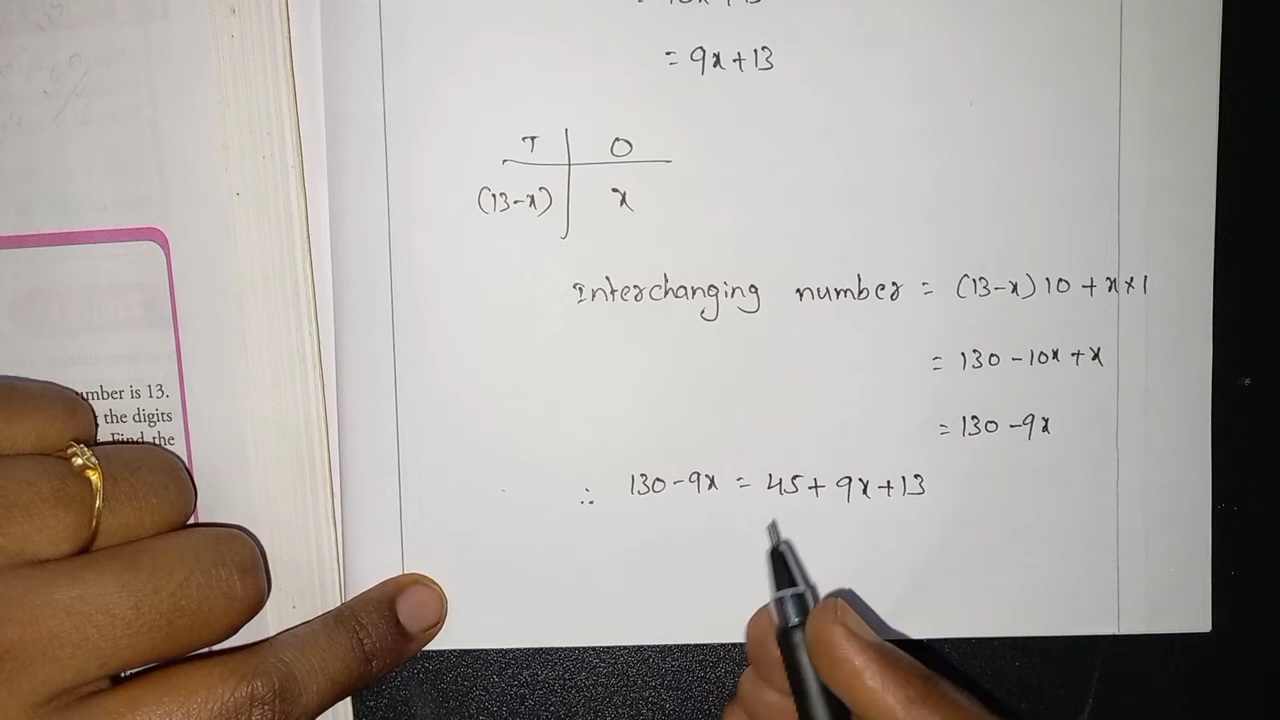 = 9x+13
T | O
(13-x) | x
Interchanging number = (13-x)10+x×1
= 130-10x+x
= 130-9x
∴ 130-9x = 45+9x+13
mber is 13.
the digits
Find the